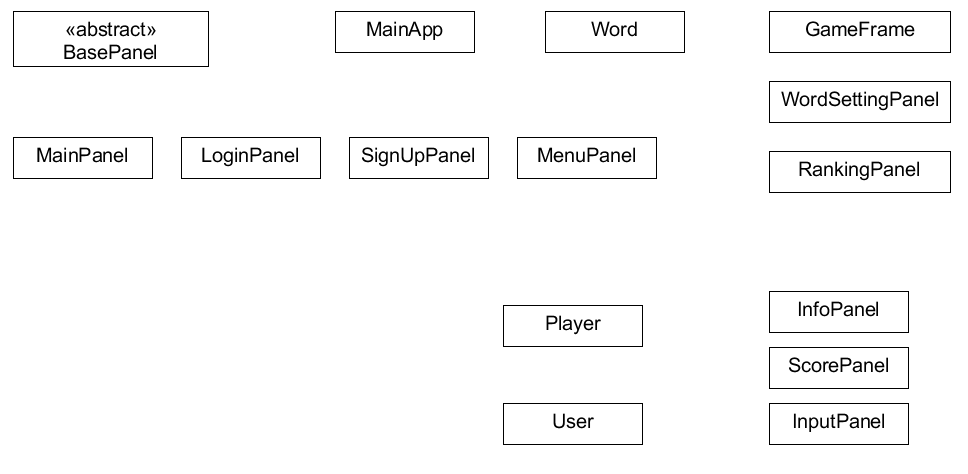 «abstract»
BasePanel
MainApp
Word
GameFrame
WordSettingPanel
MainPanel
LoginPanel
SignUpPanel
MenuPanel
RankingPanel
Player
InfoPanel
ScorePanel
User
InputPanel